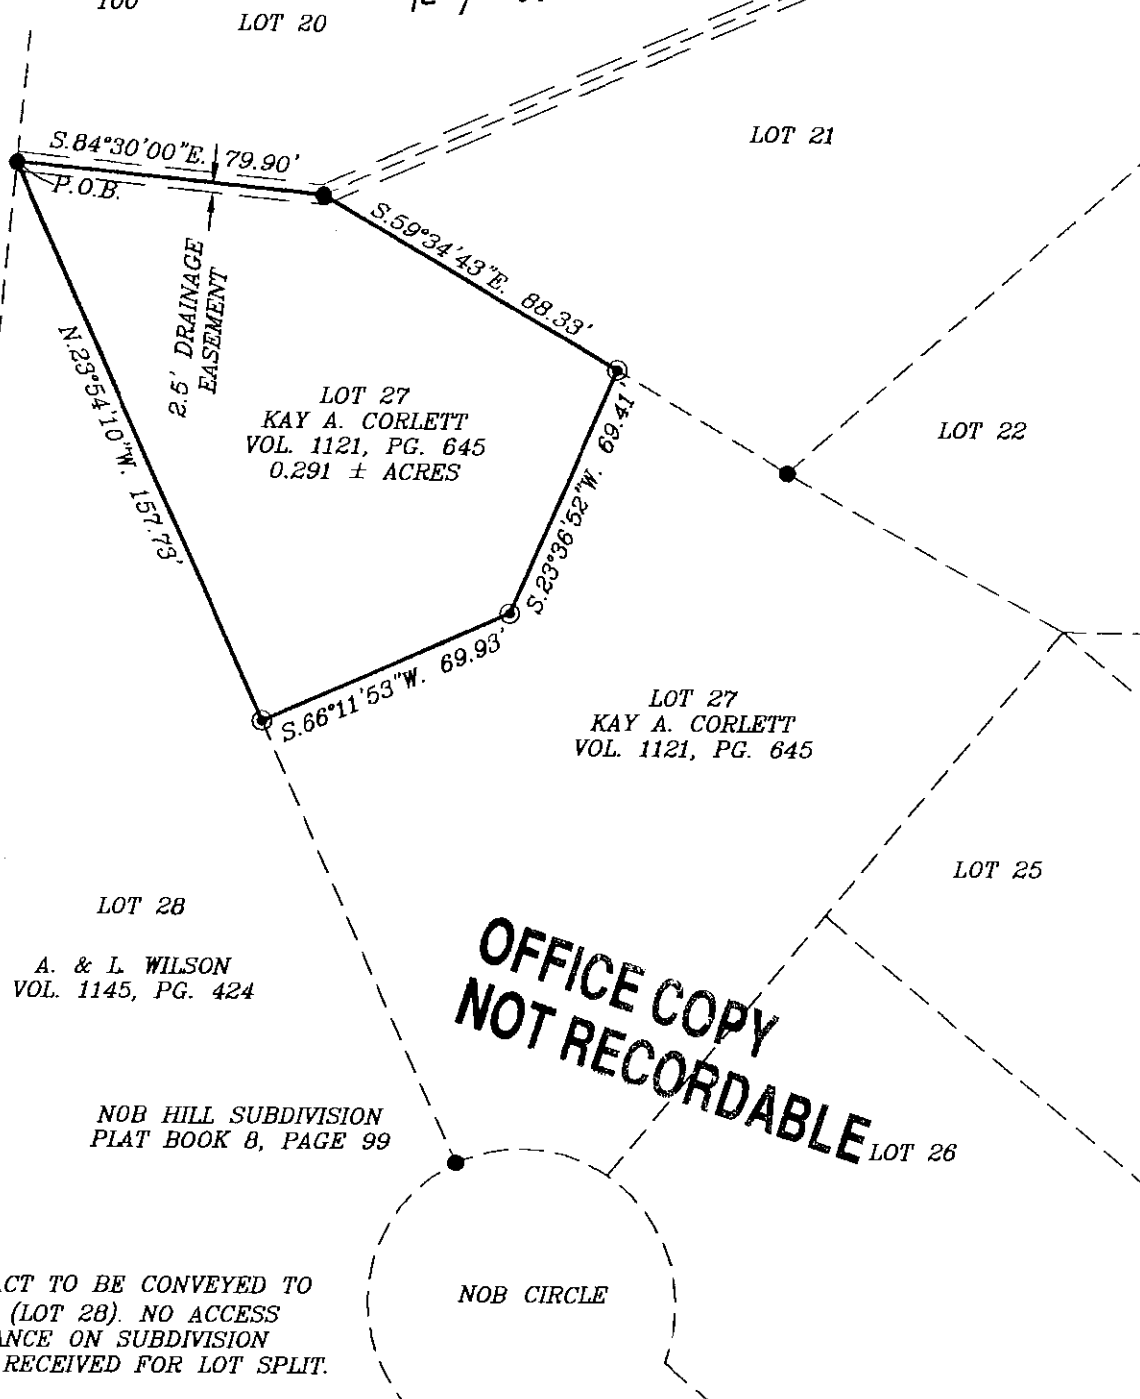 100
LOT 20
LOT 21
S.84°30'00"E. 79.90'
P.O.B.
S.59°34'43"E. 88.33'
2.5' DRAINAGE
EASEMENT
N.23°54'10"W. 157.73'
LOT 27
KAY A. CORLETT
VOL. 1121, PG. 645
0.291 ± ACRES
S.23°36'52"W. 69.41'
LOT 22
S.66°11'53"W. 69.93'
LOT 27
KAY A. CORLETT
VOL. 1121, PG. 645
LOT 25
LOT 28
A. & L. WILSON
VOL. 1145, PG. 424
OFFICE COPY
NOT RECORDABLE
NOB HILL SUBDIVISION
PLAT BOOK 8, PAGE 99
LOT 26
NOB CIRCLE
ACT TO BE CONVEYED TO
(LOT 28). NO ACCESS
ANCE ON SUBDIVISION
RECEIVED FOR LOT SPLIT.